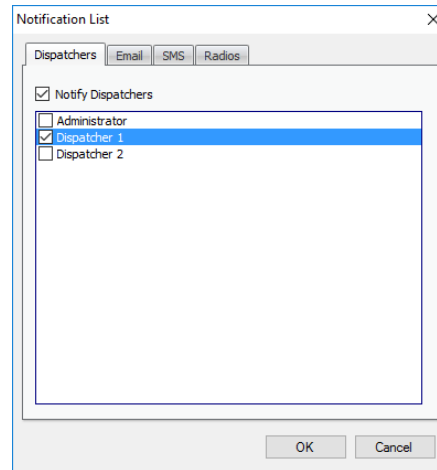 Notification List
Dispatchers Email SMS Radios
Notify Dispatchers
Administrator
Dispatcher 1
Dispatcher 2
OK Cancel